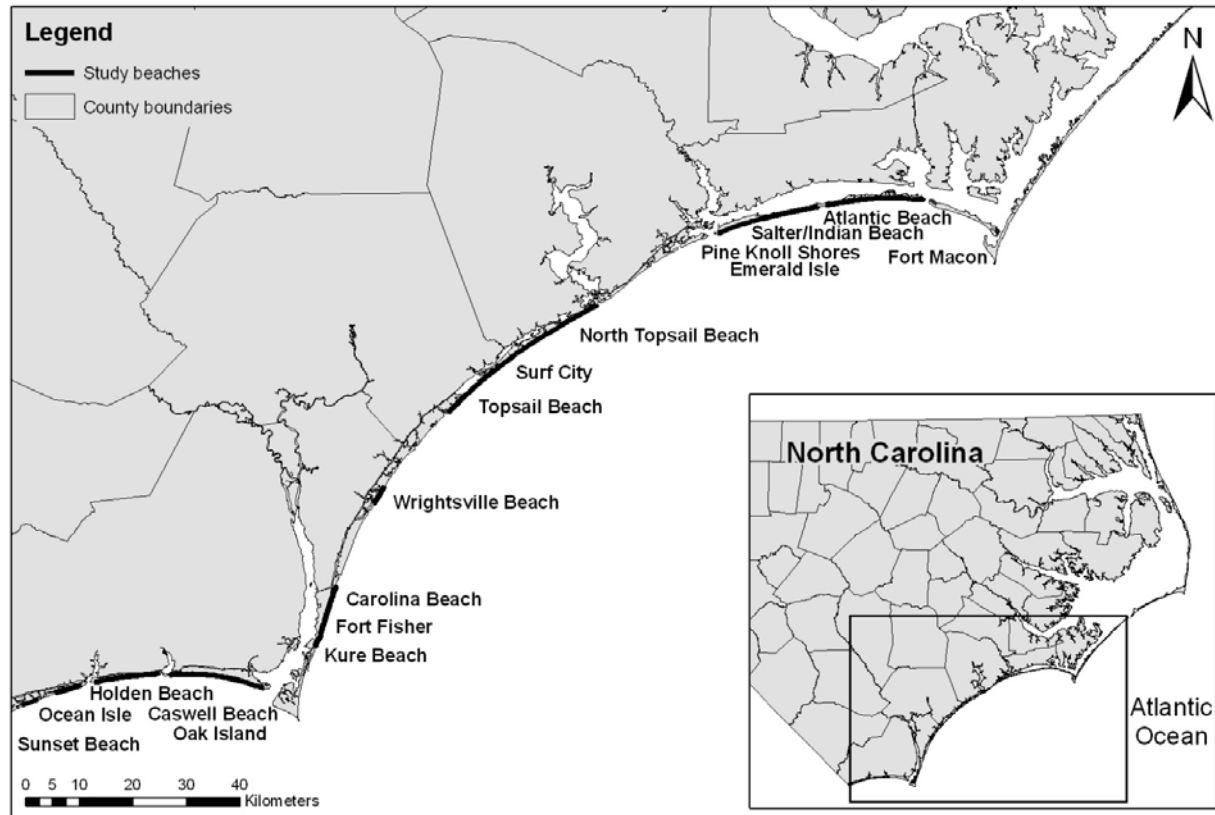 Legend
Study beaches
County boundaries
N
Atlantic Beach
Salter/Indian Beach
Pine Knoll Shores
Fort Macon
Emerald Isle
North Topsail Beach
Surf City
Topsail Beach
Wrightsville Beach
Carolina Beach
Fort Fisher
Kure Beach
Holden Beach
Ocean Isle
Caswell Beach
Oak Island
Sunset Beach
0 5 10 20 30 40
Kilometers
North Carolina
Atlantic
Ocean